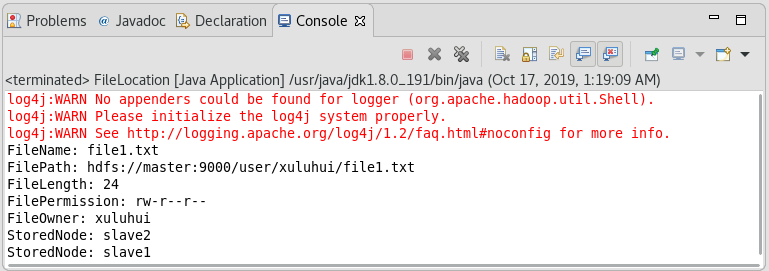 Problems @ Javadoc Declaration Console
<terminated> FileLocation [Java Application] /usr/java/jdk1.8.0_191/bin/java (Oct 17, 2019, 1:19:09 AM)
log4j:WARN No appenders could be found for logger (org.apache.hadoop.util.Shell).
log4j:WARN Please initialize the log4j system properly.
log4j:WARN See http://logging.apache.org/log4j/1.2/faq.html#noconfig for more info.
FileName: file1.txt
FilePath: hdfs://master:9000/user/xuluhui/file1.txt
FileLength: 24
FilePermission: rw-r--r--
FileOwner: xuluhui
StoredNode: slave2
StoredNode: slave1